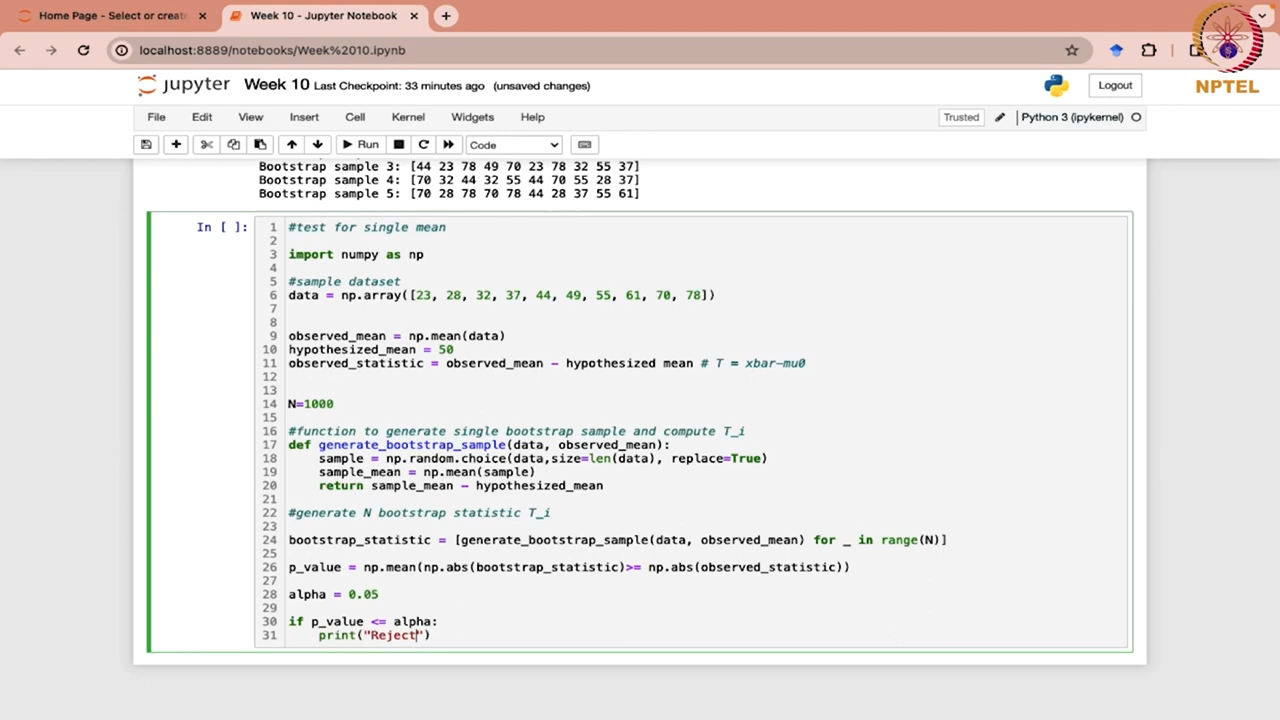 Home Page - Select or creat
Week 10 - Jupyter Notebook
localhost:8889/notebooks/Week%2010.ipynb
NPTEL
jupyter Week 10 Last Checkpoint: 33 minutes ago (unsaved changes)
Logout
File Edit View Insert Cell Kernel Widgets Help
Trusted
Python 3 (ipykernel)
Run
Code
Bootstrap sample 3: [44 23 78 49 70 23 78 32 55 37]
Bootstrap sample 4: [70 32 44 32 55 44 70 55 28 37]
Bootstrap sample 5: [70 28 78 70 78 44 28 37 55 61]
In [ ]:
1 #test for single mean
2
3 import numpy as np
4
5 #sample dataset
6 data = np.array([23, 28, 32, 37, 44, 49, 55, 61, 70, 78])
7
8
9 observed_mean = np.mean(data)
10 hypothesized_mean = 50
11 observed_statistic = observed_mean - hypothesized mean # T = xbar-mu0
12
13
14 N=1000
15
16 #function to generate single bootstrap sample and compute T_i
17 def generate_bootstrap_sample(data, observed_mean):
18 sample = np.random.choice(data,size=len(data), replace=True)
19 sample_mean = np.mean(sample)
20 return sample_mean - hypothesized_mean
21
22 #generate N bootstrap statistic T_i
23
24 bootstrap_statistic = [generate_bootstrap_sample(data, observed_mean) for _ in range(N)]
25
26 p_value = np.mean(np.abs(bootstrap_statistic)>= np.abs(observed_statistic))
27
28 alpha = 0.05
29
30 if p_value <= alpha:
31 print("Reject")